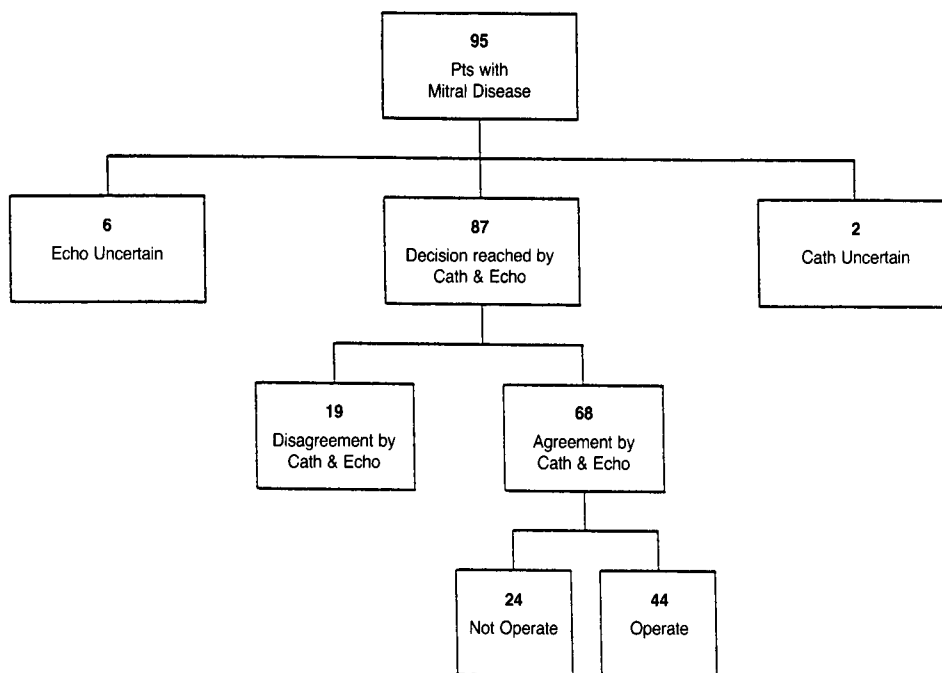 95
Pts with
Mitral Disease
6
Echo Uncertain
87
Decision reached by
Cath & Echo
2
Cath Uncertain
19
Disagreement by
Cath & Echo
68
Agreement by
Cath & Echo
24
Not Operate
44
Operate